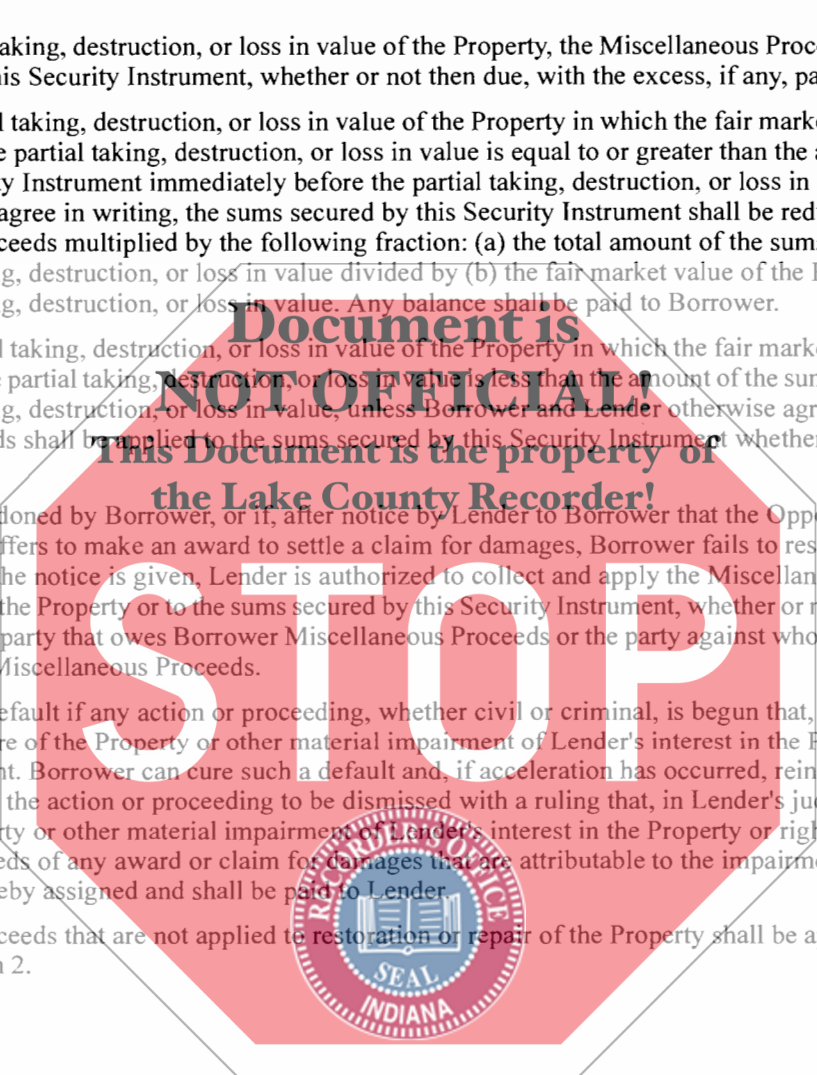 aking, destruction, or loss in value of the Property, the Miscellaneous Proc
his Security Instrument, whether or not then due, with the excess, if any, pa
l taking, destruction, or loss in value of the Property in which the fair mark
e partial taking, destruction, or loss in value is equal to or greater than the a
y Instrument immediately before the partial taking, destruction, or loss in
agree in writing, the sums secured by this Security Instrument shall be red
ceeds multiplied by the following fraction: (a) the total amount of the sum
g, destruction, or loss in value divided by (b) the fair market value of the P
g, destruction, or loss in value. Any balance shall be paid to Borrower.
Document is
l taking, destruction, or loss in value of the Property in which the fair mark
partial taking, destruction, or loss in value is less than the amount of the sum
NOT OFFICIAL!
g, destruction, or loss in value, unless Borrower and Lender otherwise agr
ds shall be applied to the sums secured by this Security Instrument whether
This Document is the property of
the Lake County Recorder!
doned by Borrower, or if, after notice by Lender to Borrower that the Opp
ffers to make an award to settle a claim for damages, Borrower fails to res
he notice is given, Lender is authorized to collect and apply the Miscellan
the Property or to the sums secured by this Security Instrument, whether or n
party that owes Borrower Miscellaneous Proceeds or the party against who
Miscellaneous Proceeds.
STOP
efault if any action or proceeding, whether civil or criminal, is begun that,
re of the Property or other material impairment of Lender's interest in the P
nt. Borrower can cure such a default and, if acceleration has occurred, rein
the action or proceeding to be dismissed with a ruling that, in Lender's ju
rty or other material impairment of Lender's interest in the Property or righ
eds of any award or claim for damages that are attributable to the impairme
eby assigned and shall be paid to Lender.
ceeds that are not applied to restoration or repair of the Property shall be a
n 2.
RECORDER'S OFFICE
SEAL
INDIANA